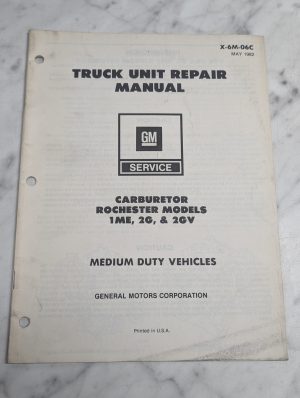 X-6M-06C
MAY 1982
TRUCK UNIT REPAIR
MANUAL
GM
SERVICE
CARBURETOR
ROCHESTER MODELS
1ME, 2G, & 2GV
MEDIUM DUTY VEHICLES
GENERAL MOTORS CORPORATION
Printed in U.S.A.